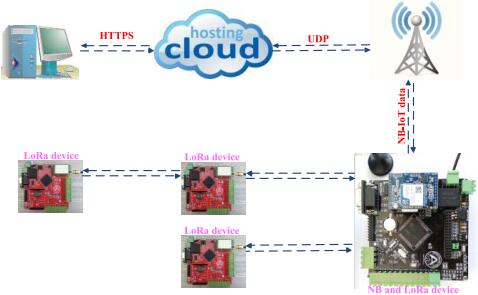 HTTPS
hosting
cloud
UDP
NB-IoT data
LoRa device
LoRa device
LoRa device
NB and LoRa device